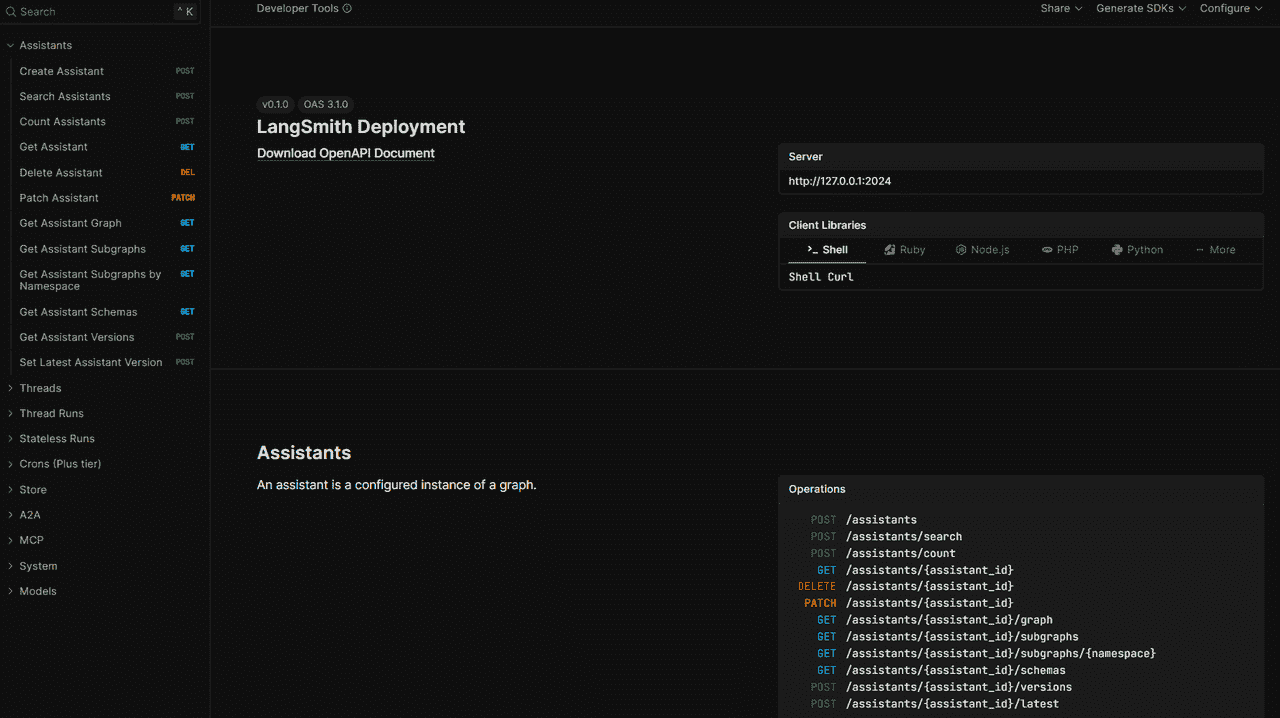 Search
^ K
Assistants
Create Assistant POST
Search Assistants POST
Count Assistants POST
Get Assistant GET
Delete Assistant DEL
Patch Assistant PATCH
Get Assistant Graph GET
Get Assistant Subgraphs GET
Get Assistant Subgraphs by GET
Namespace
Get Assistant Schemas GET
Get Assistant Versions POST
Set Latest Assistant Version POST
Threads
Thread Runs
Stateless Runs
Crons (Plus tier)
Store
A2A
MCP
System
Models
Developer Tools
Share
Generate SDKs
Configure
v0.1.0 OAS 3.1.0
LangSmith Deployment
Download OpenAPI Document
Server
http://127.0.0.1:2024
Client Libraries
Shell Ruby Node.js PHP Python More
Shell Curl
Assistants
An assistant is a configured instance of a graph.
Operations
POST /assistants
POST /assistants/search
POST /assistants/count
GET /assistants/{assistant_id}
DELETE /assistants/{assistant_id}
PATCH /assistants/{assistant_id}
GET /assistants/{assistant_id}/graph
GET /assistants/{assistant_id}/subgraphs
GET /assistants/{assistant_id}/subgraphs/{namespace}
GET /assistants/{assistant_id}/schemas
POST /assistants/{assistant_id}/versions
POST /assistants/{assistant_id}/latest